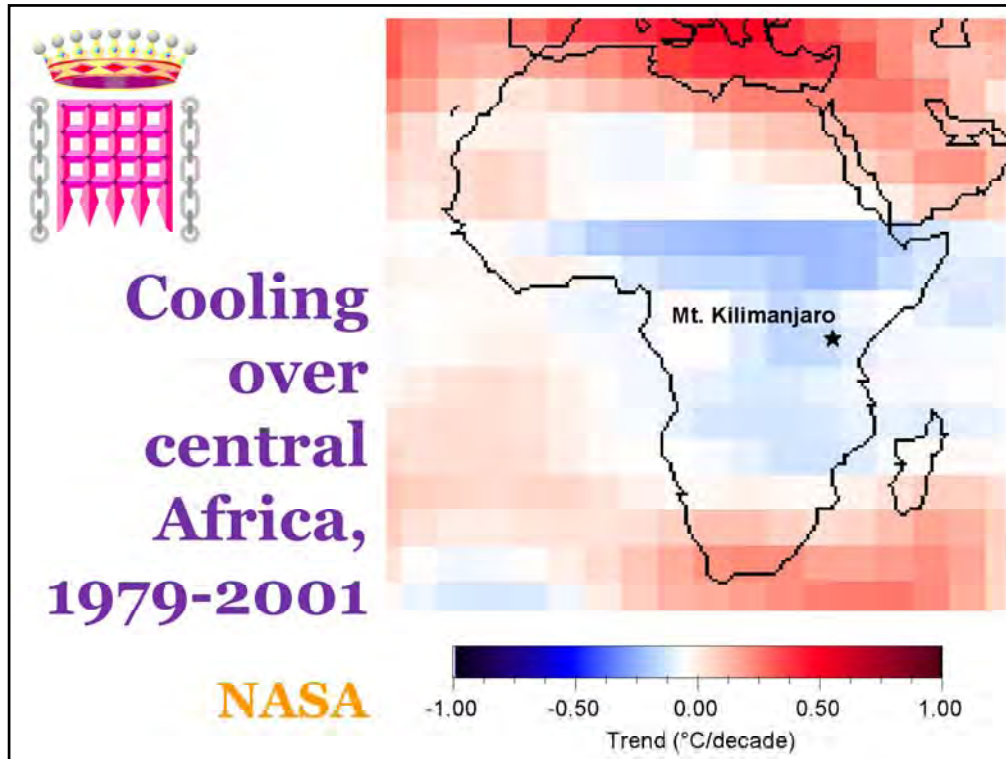 Cooling
over
central
Africa,
1979-2001
NASA
Mt. Kilimanjaro
-1.00 -0.50 0.00 0.50 1.00
Trend (°C/decade)